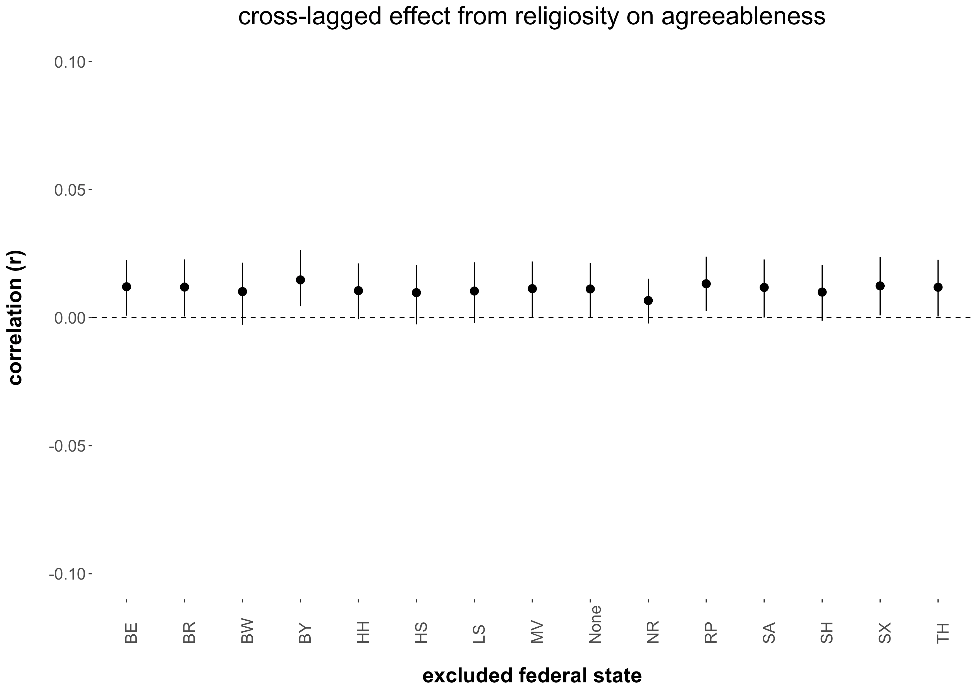 cross-lagged effect from religiosity on agreeableness
0.10
0.05
0.00
-0.05
-0.10
correlation (r)
BE
BR
BW
BY
HH
HS
LS
MV
None
NR
RP
SA
SH
SX
TH
excluded federal state